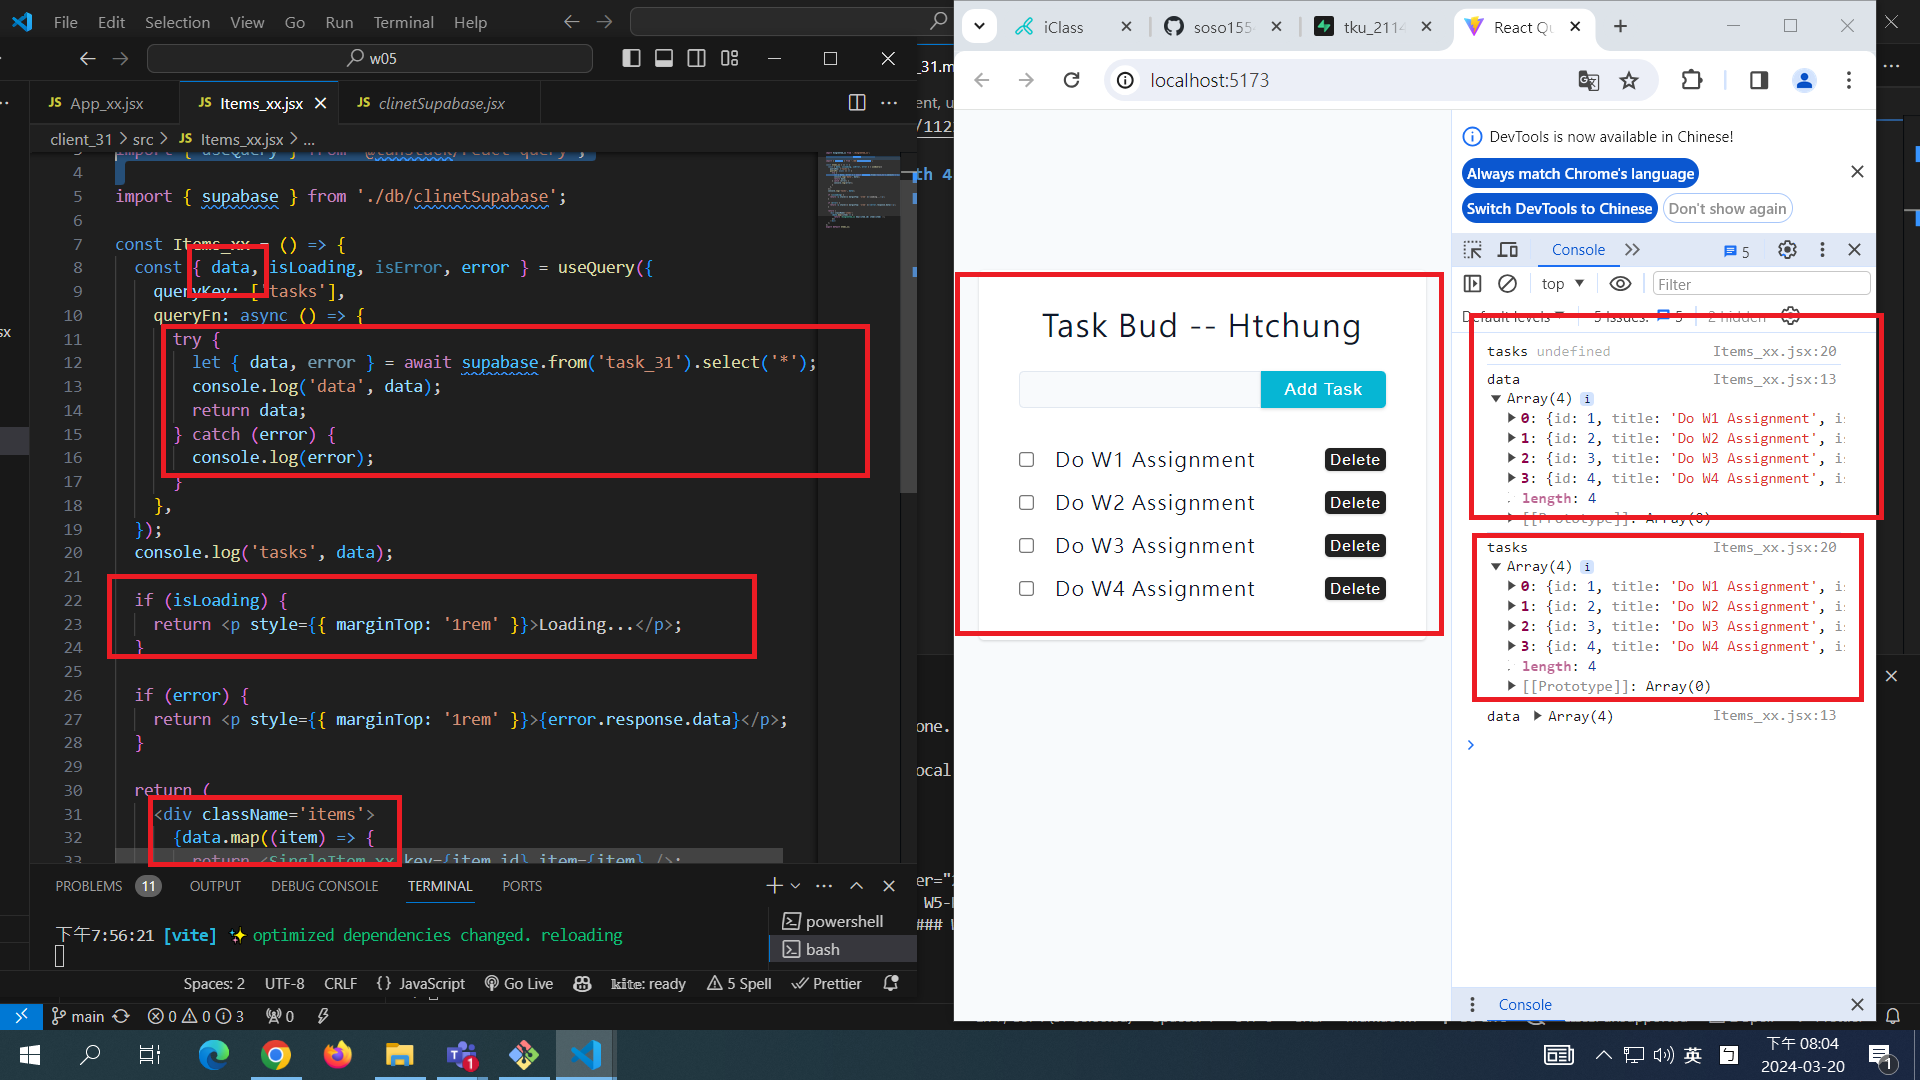 File Edit Selection View Go Run Terminal Help
w05
App_xx.jsx
Items_xx.jsx
clinetSupabase.jsx
client_31 > src > JS Items_xx.jsx > ...
4
5 import { supabase } from './db/clinetSupabase';
6
7 const Items_xx = () => {
8 const { data, isLoading, isError, error } = useQuery({
9 queryKey: ['tasks'],
10 queryFn: async () => {
11 try {
12 let { data, error } = await supabase.from('task_31').select('*');
13 console.log('data', data);
14 return data;
15 } catch (error) {
16 console.log(error);
17 }
18 },
19 });
20 console.log('tasks', data);
21
22 if (isLoading) {
23 return <p style={{ marginTop: '1rem' }}>Loading...</p>;
24 }
25
26 if (error) {
27 return <p style={{ marginTop: '1rem' }}>{error.response.data}</p>;
28 }
29
30 return (
31 <div className='items'>
32 {data.map((item) => {
33 return <SingleItem_xx key={item.id} item={item} />;
PROBLEMS 11 OUTPUT DEBUG CONSOLE TERMINAL PORTS
powershell
bash
下午7:56:21 [vite] ✨ optimized dependencies changed. reloading
Spaces: 2 UTF-8 CRLF {} JavaScript Go Live kite: ready 5 Spell Prettier
main 0 0 3 0
iClass
soso155
tku_2114
React Qu
localhost:5173
Task Bud -- Htchung
Add Task
Do W1 Assignment Delete
Do W2 Assignment Delete
Do W3 Assignment Delete
Do W4 Assignment Delete
DevTools is now available in Chinese!
Always match Chrome's language
Switch DevTools to Chinese
Don't show again
Console 5
top
Filter
Default levels 5 Issues: 5 2 hidden
tasks undefined Items_xx.jsx:20
data Items_xx.jsx:13
Array(4)
0: {id: 1, title: 'Do W1 Assignment', is
1: {id: 2, title: 'Do W2 Assignment', is
2: {id: 3, title: 'Do W3 Assignment', is
3: {id: 4, title: 'Do W4 Assignment', is
length: 4
[[Prototype]]: Array(0)
tasks Items_xx.jsx:20
Array(4)
0: {id: 1, title: 'Do W1 Assignment', is
1: {id: 2, title: 'Do W2 Assignment', is
2: {id: 3, title: 'Do W3 Assignment', is
3: {id: 4, title: 'Do W4 Assignment', is
length: 4
[[Prototype]]: Array(0)
data Array(4) Items_xx.jsx:13
Console
英
下午 08:04
2024-03-20
1